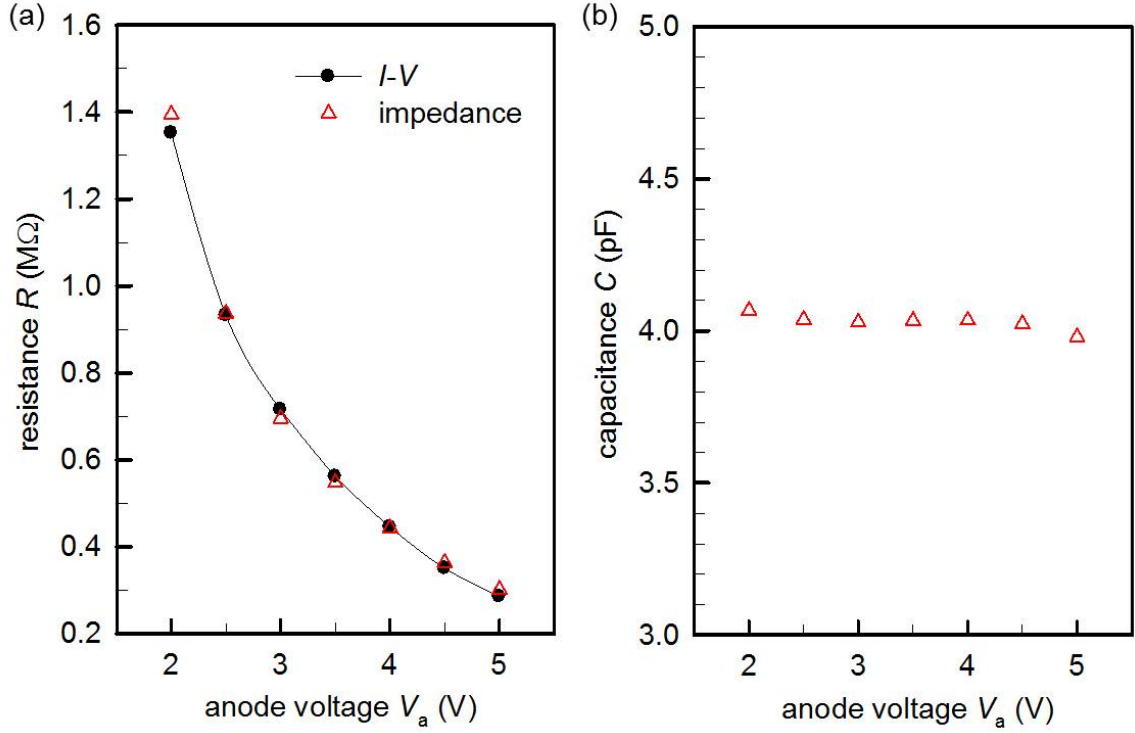 (a)
1.6
1.4
1.2
1.0
0.8
0.6
0.4
0.2
resistance R (MΩ)
I-V
impedance
2 3 4 5
anode voltage Va (V)
(b)
5.0
4.5
4.0
3.5
3.0
capacitance C (pF)
2 3 4 5
anode voltage Va (V)